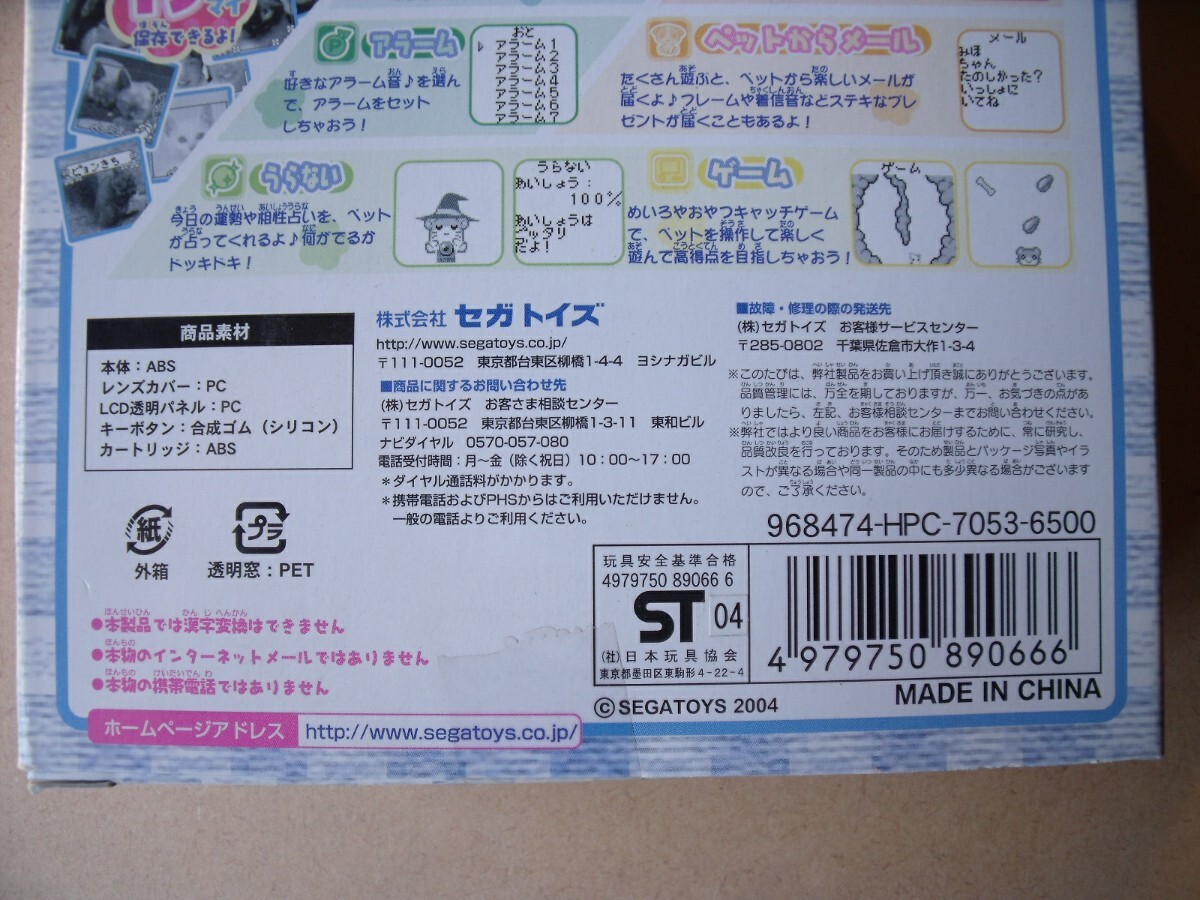 保存できるよ!
ピョンきち
アラーム
好きなアラーム音♪を選ん
で、アラームをセット
しちゃおう!
おと
アラーム1
アラーム2
アラーム3
アラーム4
アラーム5
アラーム6
アラーム7
ペットからメール
たくさん遊ぶと、ペットから楽しいメールが
届くよ♪フレームや着信音などステキなプレ
ゼントが届くこともあるよ!
メール
みほ
ちゃん
たのしかった?
いっしょに
いてね
うらない
今日の運勢や相性占いを、ペット
が占ってくれるよ♪何がでるか
ドッキドキ!
うらない
あいしょう:
100%
あいしょうは
ピッタリ
だよ!
ゲーム
めいろやおやつキャッチゲーム
で、ペットを操作して楽しく
遊んで高得点を目指しちゃおう!
ゲーム
商品素材
本体:ABS
レンズカバー:PC
LCD透明パネル:PC
キーボタン:合成ゴム(シリコン)
カートリッジ:ABS
紙
外箱
プラ
透明窓:PET
株式会社 セガトイズ
http://www.segatoys.co.jp/
〒111-0052 東京都台東区柳橋1-4-4 ヨシナガビル
■商品に関するお問い合わせ先
(株)セガトイズ お客さま相談センター
〒111-0052 東京都台東区柳橋1-3-11 東和ビル
ナビダイヤル 0570-057-080
電話受付時間:月〜金(除く祝日)10:00〜17:00
*ダイヤル通話料がかかります。
*携帯電話およびPHSからはご利用いただけません。
一般の電話よりご利用ください。
■故障・修理の際の発送先
(株)セガトイズ お客様サービスセンター
〒285-0802 千葉県佐倉市大作1-3-4
※このたびは、弊社製品をお買い上げ頂き誠にありがとうございます。
品質管理には、万全を期しておりますが、万一、お気づきの点があ
りましたら、左記、お客様相談センターまでお問い合わせください。
※弊社ではより良い商品をお客様にお届けするために、常に研究し、
品質改良を行っております。そのため製品とパッケージ写真やイラ
ストが異なる場合や同一製品の中にも多少異なる場合がございます
ので、ご了承ください。
968474-HPC-7053-6500
玩具安全基準合格
4979750 89066 6
ST 04
(社)日本玩具協会
東京都墨田区東駒形4-22-4
4 979750 890666
©SEGATOYS 2004
MADE IN CHINA
●本製品では漢字変換はできません
●本物のインターネットメールではありません
●本物の携帯電話ではありません
ホームページアドレス http://www.segatoys.co.jp/